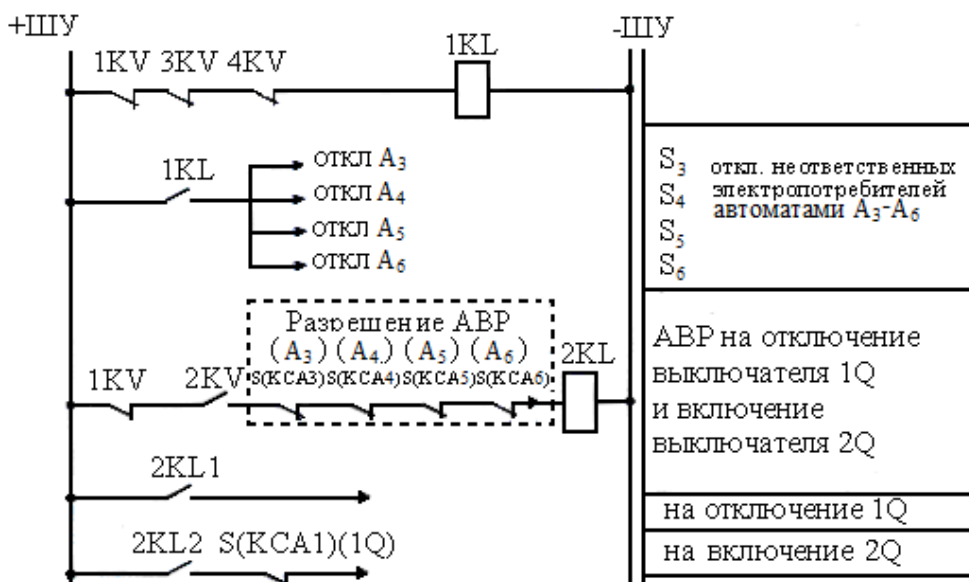 +ШУ
-ШУ
1KV 3KV 4KV
1KL
1KL
откл A3
откл A4
откл A5
откл A6
S3
S4
S5
S6
откл. неответственных
электропотребителей
автоматами A3-A6
Разрешение АВР
(A3) (A4) (A5) (A6)
S(KCA3)S(KCA4)S(KCA5)S(KCA6)
1KV
2KV
2KL
АВР на отключение
выключателя 1Q
и включение
выключателя 2Q
2KL1
на отключение 1Q
2KL2 S(KCA1)(1Q)
на включение 2Q